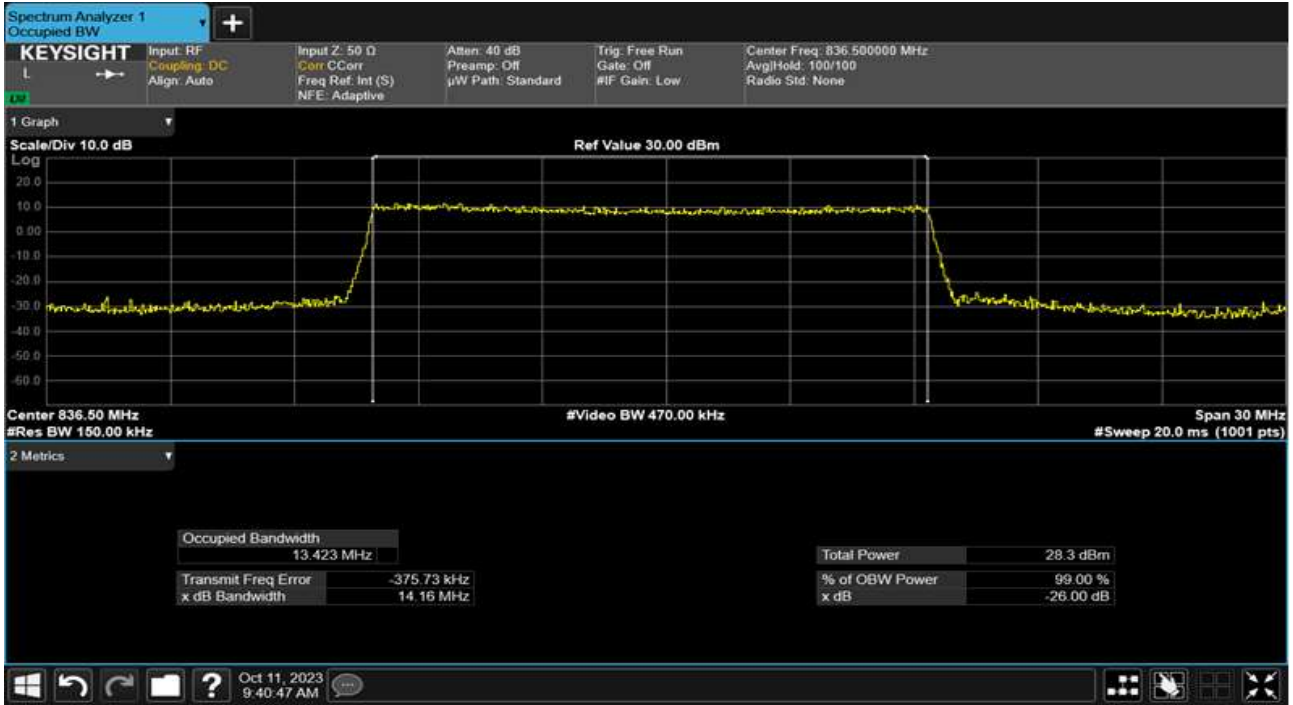 Spectrum Analyzer 1
Occupied BW
+
KEYSIGHT
L
Input: RF
Coupling: DC
Align: Auto
Input Z: 50 Ω
Corr CCorr
Freq Ref: Int (S)
NFE: Adaptive
Atten: 40 dB
Preamp: Off
µW Path: Standard
Trig: Free Run
Gate: Off
#IF Gain: Low
Center Freq: 836.500000 MHz
Avg|Hold: 100/100
Radio Std: None
1 Graph
Scale/Div 10.0 dB
Ref Value 30.00 dBm
Log
20.0
10.0
0.00
-10.0
-20.0
-30.0
-40.0
-50.0
-60.0
Center 836.50 MHz
#Video BW 470.00 kHz
Span 30 MHz
#Res BW 150.00 kHz
#Sweep 20.0 ms (1001 pts)
2 Metrics
Occupied Bandwidth
13.423 MHz
Total Power 28.3 dBm
Transmit Freq Error -375.73 kHz
% of OBW Power 99.00 %
x dB Bandwidth 14.16 MHz
x dB -26.00 dB
?
Oct 11, 2023
9:40:47 AM